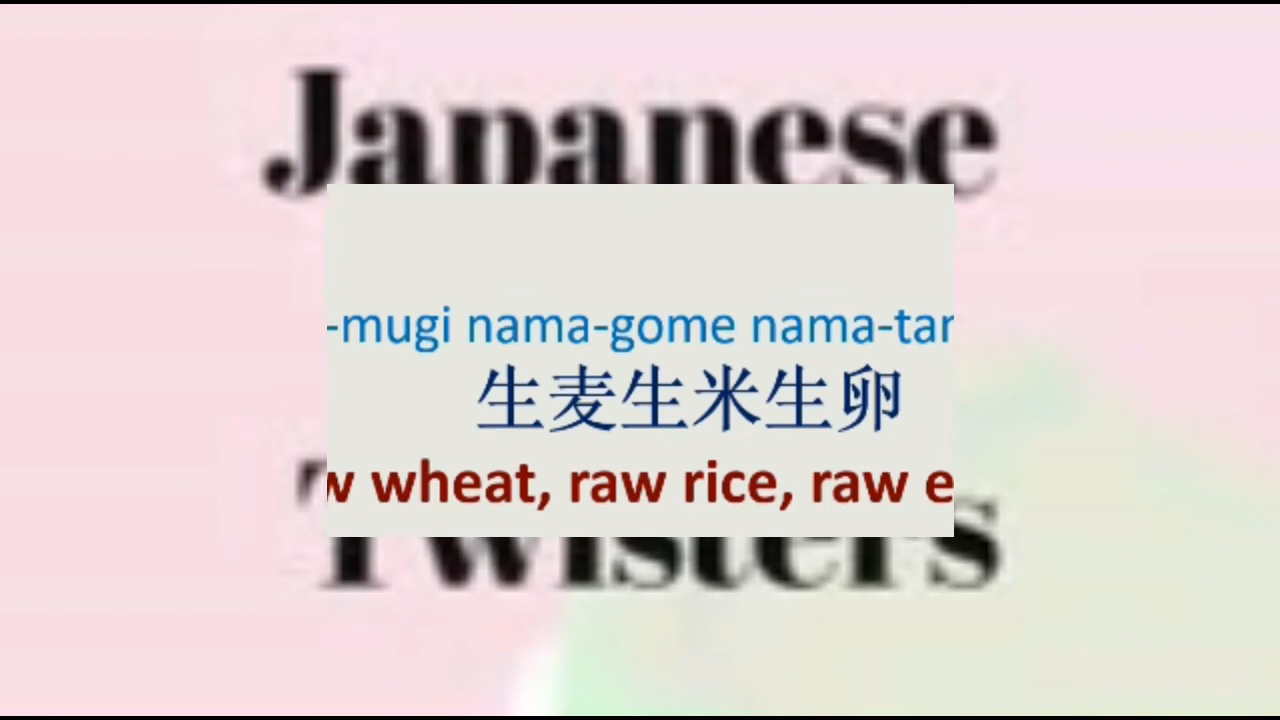 Japanese
-mugi nama-gome nama-tar
生麦生米生卵
w wheat, raw rice, raw e
Twisters